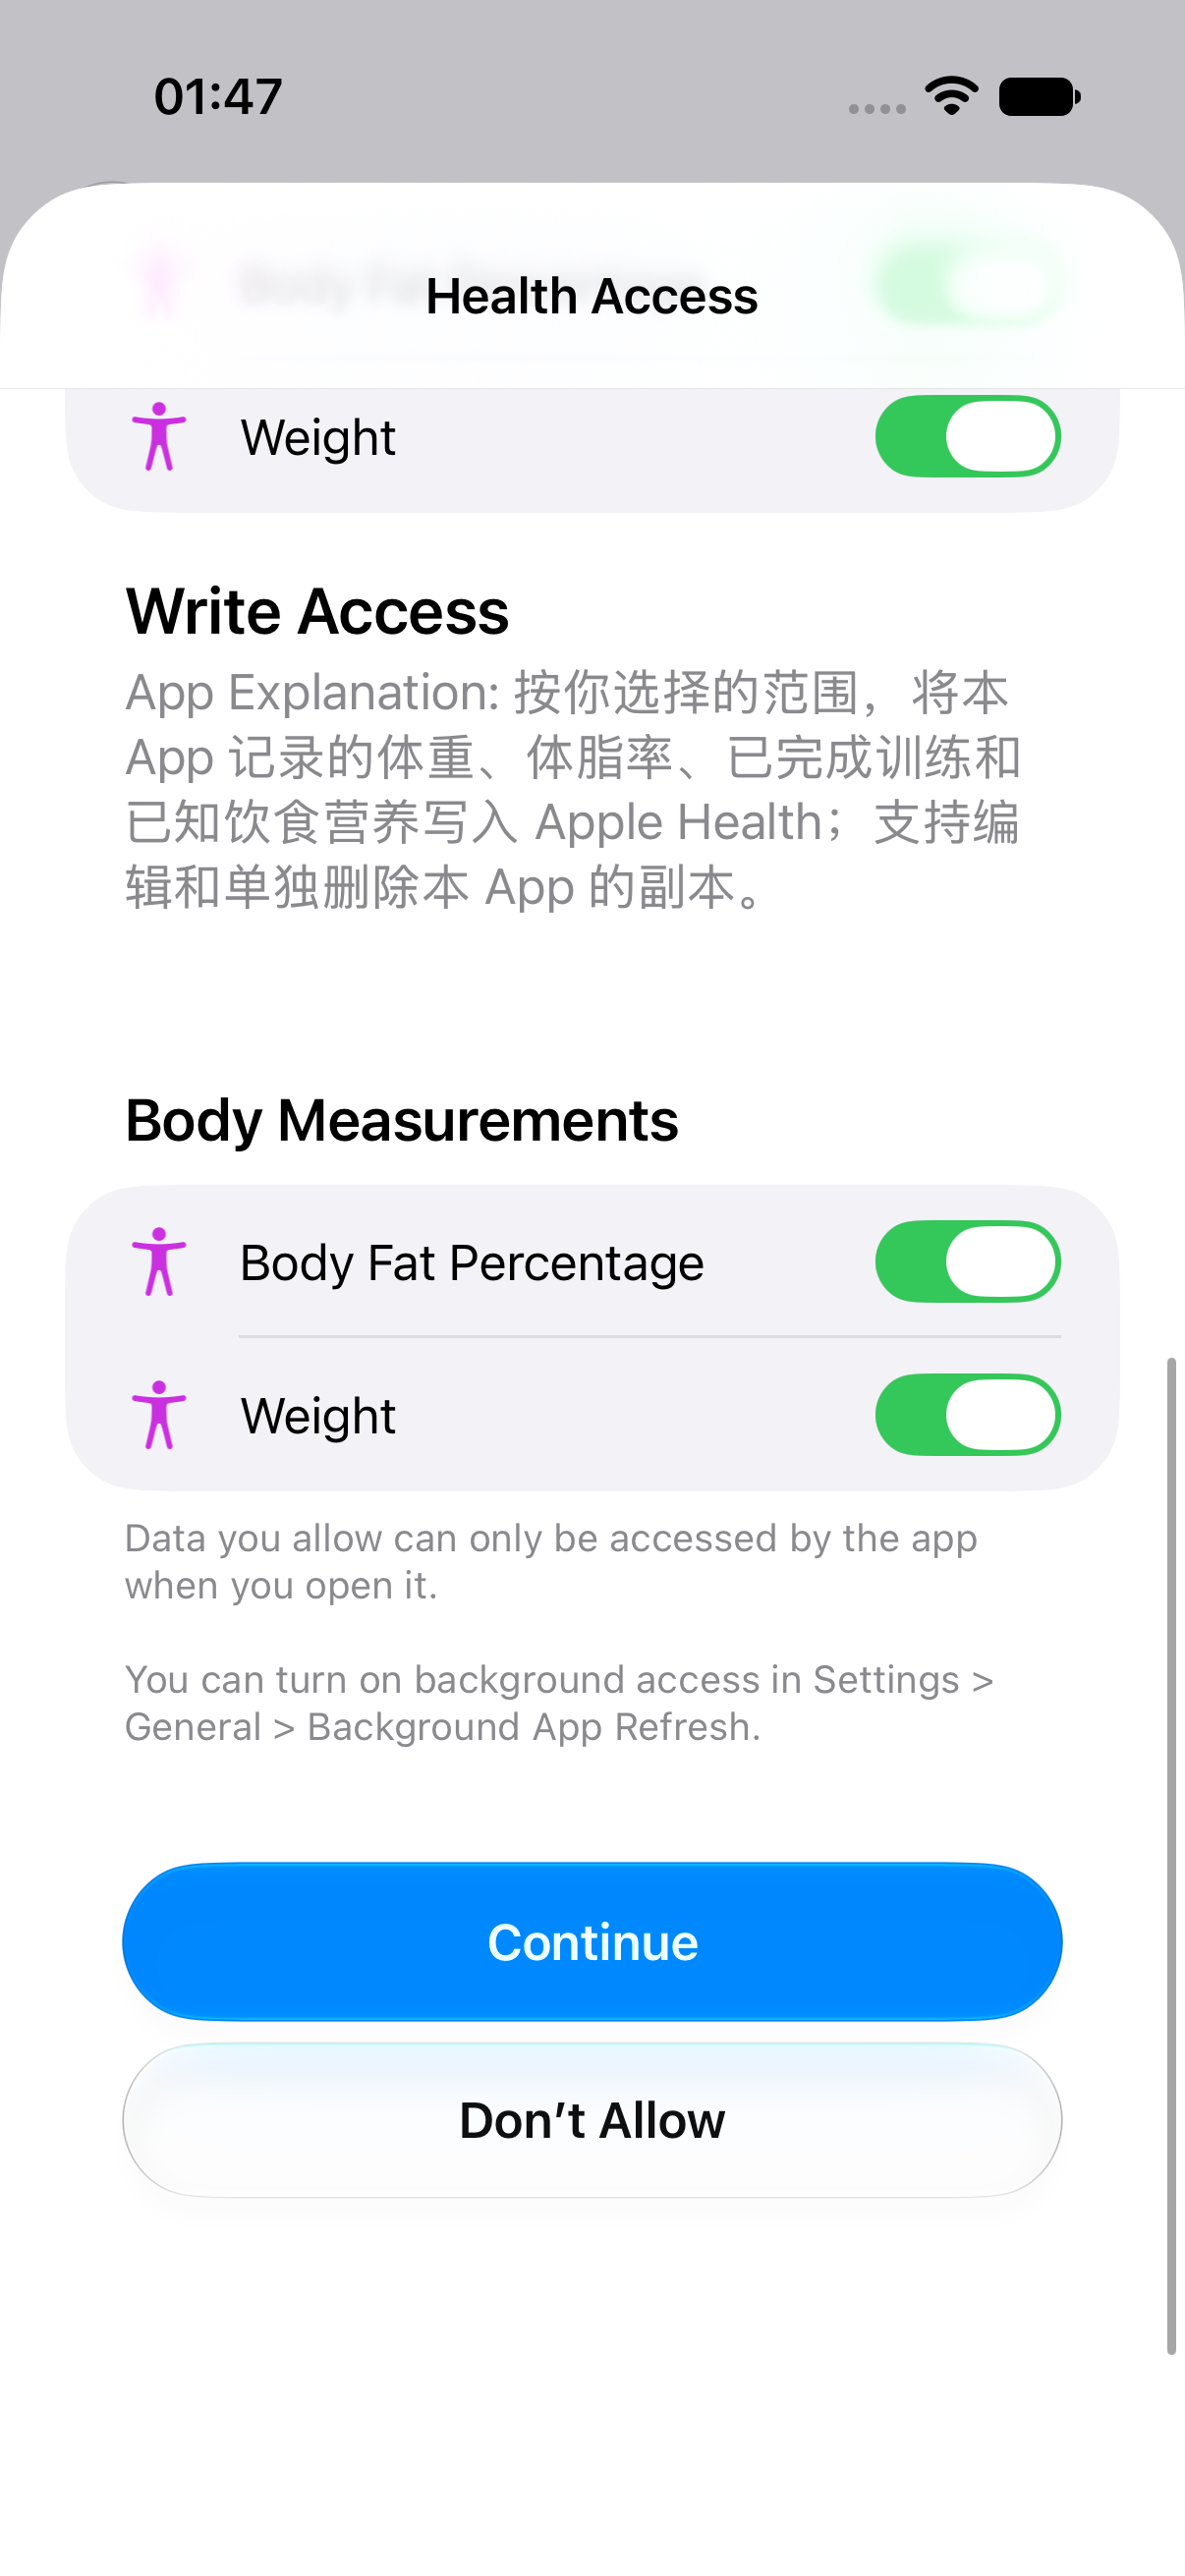 01:47
Health Access
Weight
Write Access
App Explanation: 按你选择的范围，将本
App 记录的体重、体脂率、已完成训练和
已知饮食营养写入 Apple Health；支持编
辑和单独删除本 App 的副本。
Body Measurements
Body Fat Percentage
Weight
Data you allow can only be accessed by the app
when you open it.
You can turn on background access in Settings >
General > Background App Refresh.
Continue
Don’t Allow